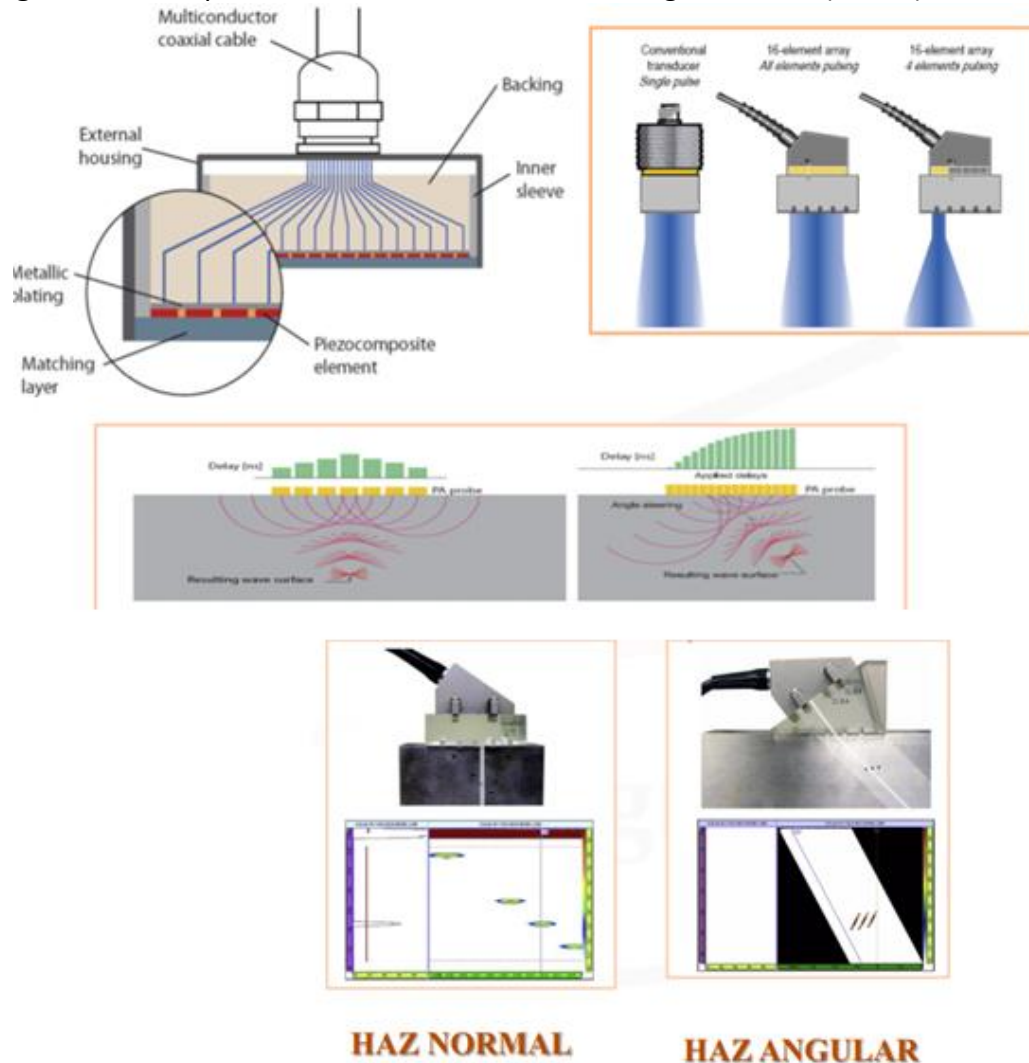 Multiconductor
coaxial cable
Backing
External
housing
Inner
sleeve
Metallic
plating
Piezocomposite
element
Matching
layer
Conventional
transducer
Single pulse
16-element array
All elements pulsing
16-element array
4 elements pulsing
Delay [ns]
PA probe
Resulting wave surface
Delay [ns]
Applied delays
PA probe
Angle steering
Resulting wave surface
HAZ NORMAL
HAZ ANGULAR